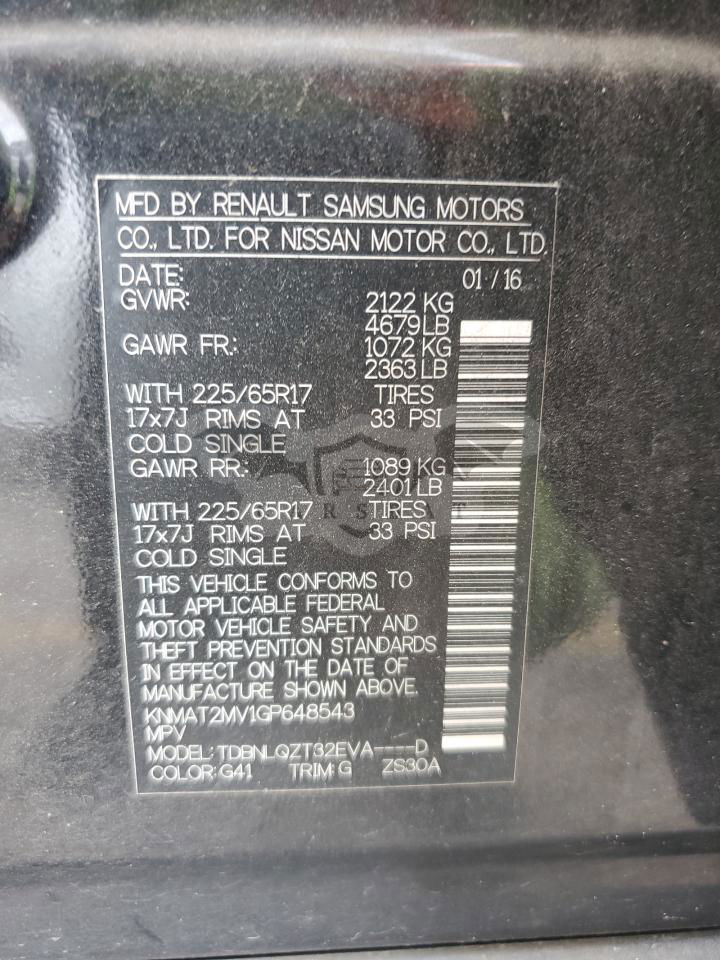 MFD BY RENAULT SAMSUNG MOTORS
CO., LTD. FOR NISSAN MOTOR CO., LTD.
DATE: 01 / 16
GVWR: 2122 KG
4679 LB
GAWR FR.: 1072 KG
2363 LB
WITH 225/65R17 TIRES
17x7J RIMS AT 33 PSI
COLD SINGLE
GAWR RR.: 1089 KG
2401 LB
WITH 225/65R17 TIRES
17x7J RIMS AT 33 PSI
COLD SINGLE
THIS VEHICLE CONFORMS TO
ALL APPLICABLE FEDERAL
MOTOR VEHICLE SAFETY AND
THEFT PREVENTION STANDARDS
IN EFFECT ON THE DATE OF
MANUFACTURE SHOWN ABOVE.
KNMAT2MV1GP648543
MPV
MODEL: TDBNLQZT32EVA----D
COLOR: G41 TRIM: G ZS30A